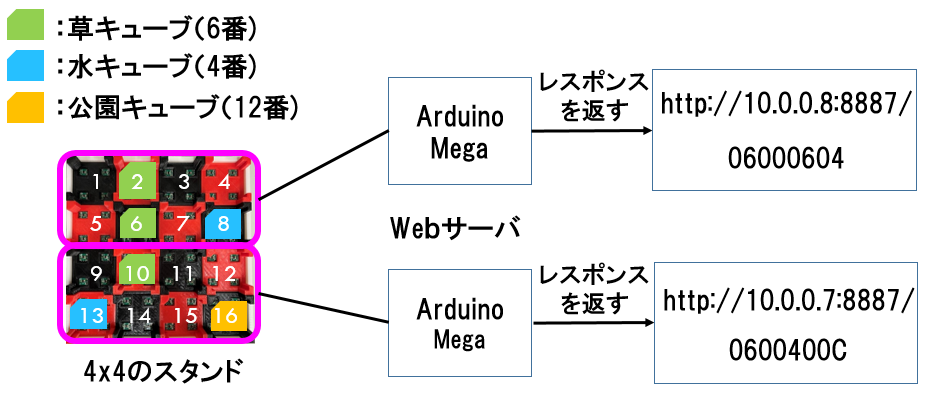 ：草キューブ(6番)
：水キューブ(4番)
：公園キューブ(12番)
1 2 3 4
5 6 7 8
9 10 11 12
13 14 15 16
4x4のスタンド
Arduino
Mega
レスポンス
を返す
http://10.0.0.8:8887/
06000604
Webサーバ
Arduino
Mega
レスポンス
を返す
http://10.0.0.7:8887/
0600400C